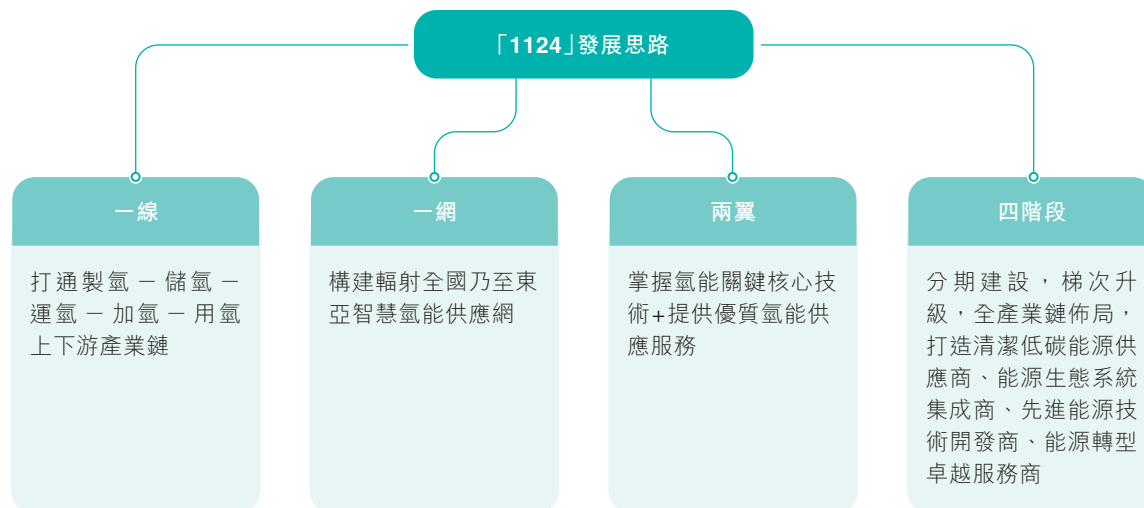 「1124」發展思路
一線
打通製氫 — 儲氫 —
運氫 — 加氫 — 用氫
上下游產業鏈
一網
構建輻射全國乃至東
亞智慧氫能供應網
兩翼
掌握氫能關鍵核心技
術+提供優質氫能供
應服務
四階段
分期建設，梯次升
級，全產業鏈佈局，
打造清潔低碳能源供
應商、能源生態系統
集成商、先進能源技
術開發商、能源轉型
卓越服務商